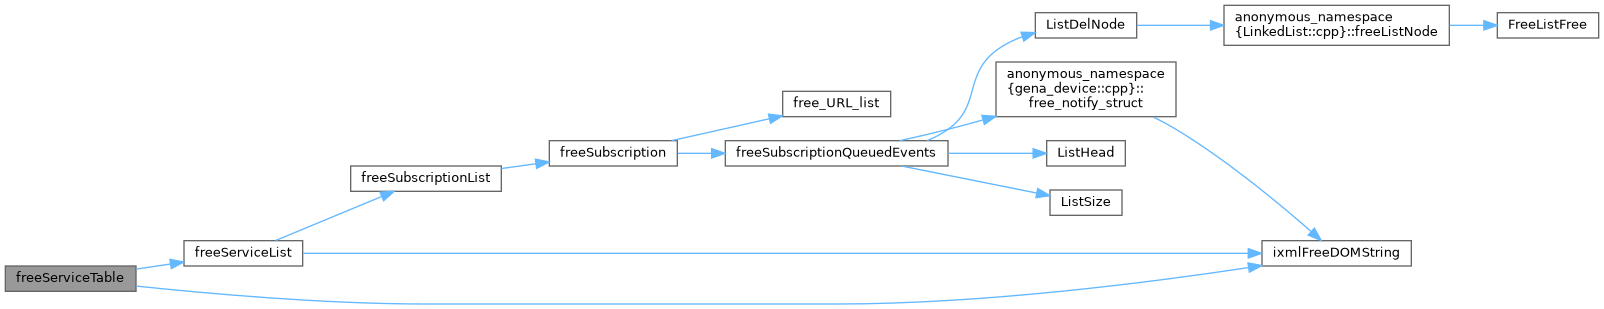 freeServiceTable
freeServiceList
freeSubscriptionList
freeSubscription
free_URL_list
freeSubscriptionQueuedEvents
ListDelNode
anonymous_namespace
{LinkedList::cpp}::freeListNode
FreeListFree
anonymous_namespace
{gena_device::cpp}::
free_notify_struct
ListHead
ListSize
ixmlFreeDOMString